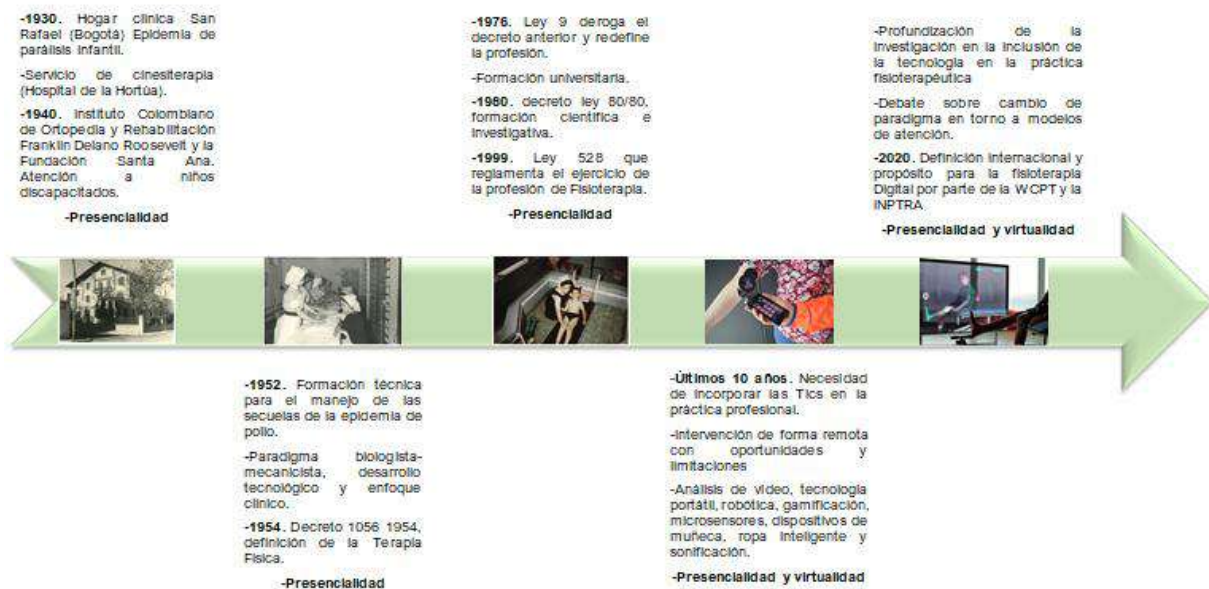 -1930. Hogar clínica San
Rafael (Bogotá) Epidemia de
parálisis infantil.
-Servicio de cinesiterapia
(Hospital de la Hortúa).
-1940. Instituto Colombiano
de Ortopedia y Rehabilitación
Franklin Delano Roosevelt y la
Fundación Santa Ana.
Atención a niños
discapacitados.
-Presencialidad
-1952. Formación técnica
para el manejo de las
secuelas de la epidemia de
polio.
-Paradigma biologista-
mecanicista, desarrollo
tecnológico y enfoque
clínico.
-1954. Decreto 1056 1954,
definición de la Terapia
Física.
-Presencialidad
-1976. Ley 9 deroga el
decreto anterior y redefine
la profesión.
-Formación universitaria.
-1980. decreto ley 80/80,
formación científica e
investigativa.
-1999. Ley 528 que
reglamenta el ejercicio de
la profesión de Fisioterapia.
-Presencialidad
-Últimos 10 años. Necesidad
de incorporar las Tics en la
práctica profesional.
-Intervención de forma remota
con oportunidades y
limitaciones
-Análisis de vídeo, tecnología
portátil, robótica, gamificación,
microsensores, dispositivos de
muñeca, ropa inteligente y
sonificación.
-Presencialidad y virtualidad
-Profundización de la
investigación en la inclusión de
la tecnología en la práctica
fisioterapéutica
-Debate sobre cambio de
paradigma en torno a modelos
de atención.
-2020. Definición internacional y
propósito para la fisioterapia
Digital por parte de la WCPT y la
INPTRA
-Presencialidad y virtualidad